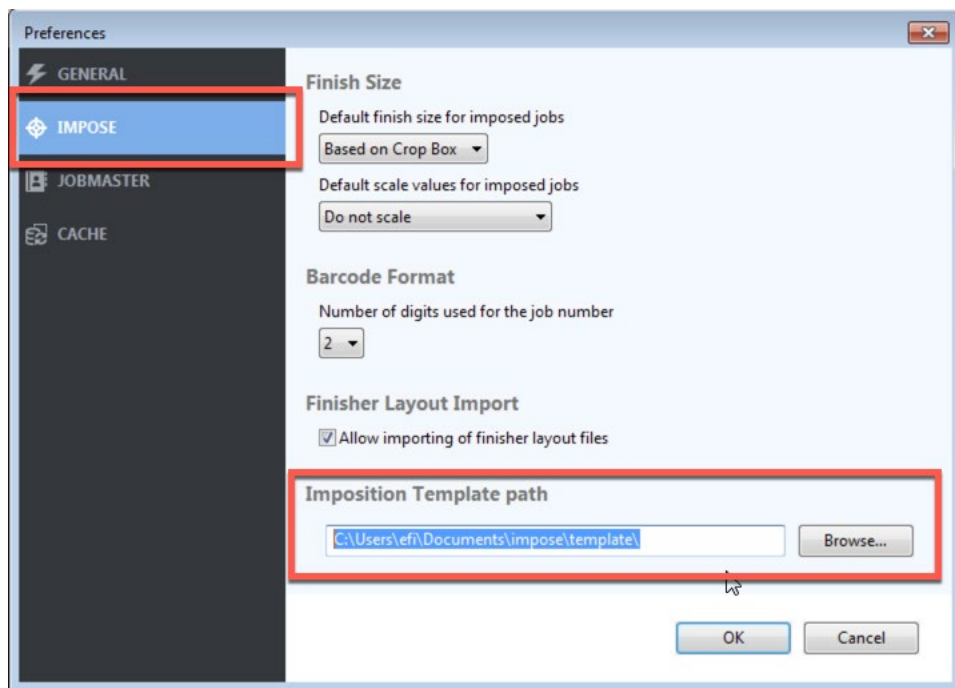 Preferences
GENERAL
IMPOSE
JOBMASTER
CACHE
Finish Size
Default finish size for imposed jobs
Based on Crop Box
Default scale values for imposed jobs
Do not scale
Barcode Format
Number of digits used for the job number
2
Finisher Layout Import
Allow importing of finisher layout files
Imposition Template path
C:\Users\efi\Documents\impose\template\
Browse...
OK
Cancel